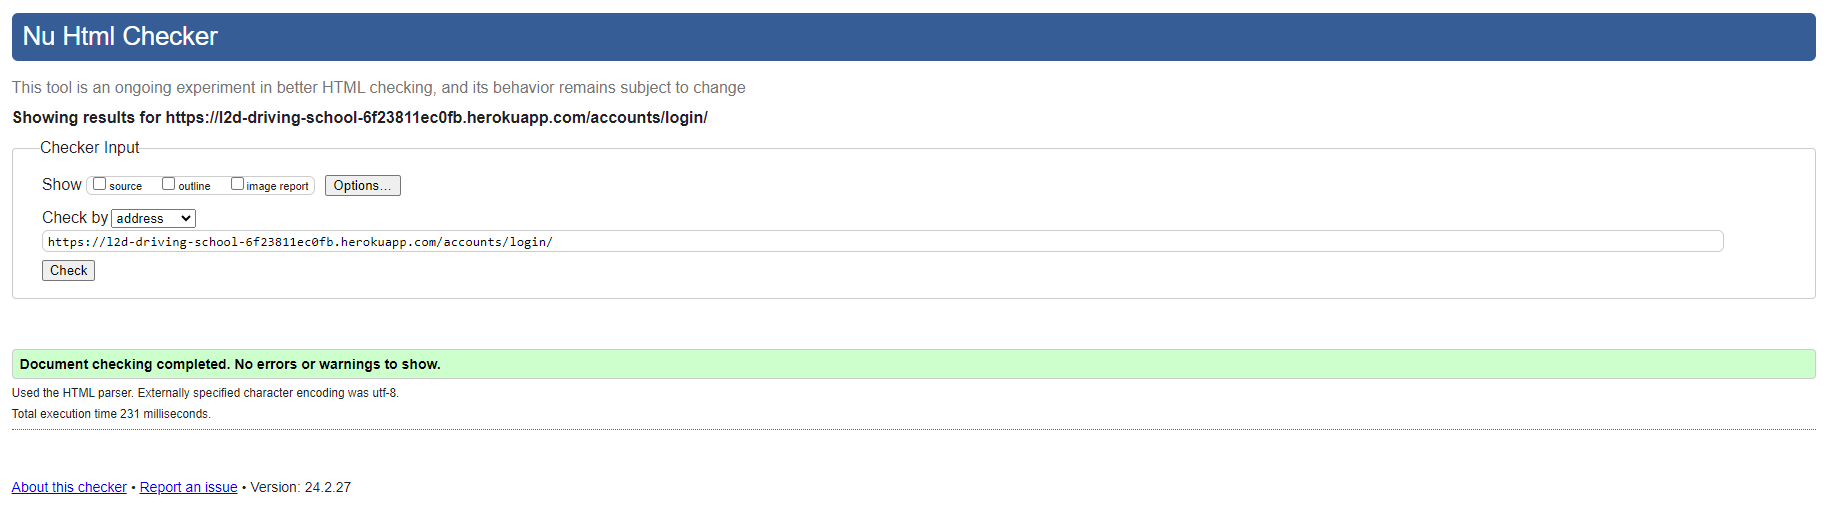 Nu Html Checker
This tool is an ongoing experiment in better HTML checking, and its behavior remains subject to change
Showing results for https://l2d-driving-school-6f23811ec0fb.herokuapp.com/accounts/login/
Checker Input
Show source outline image report Options...
Check by address
https://l2d-driving-school-6f23811ec0fb.herokuapp.com/accounts/login/
Check
Document checking completed. No errors or warnings to show.
Used the HTML parser. Externally specified character encoding was utf-8.
Total execution time 231 milliseconds.
About this checker • Report an issue • Version: 24.2.27